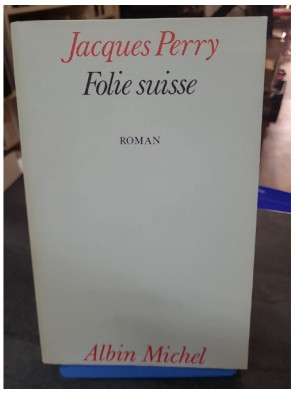 Jacques Perry
Folie suisse
ROMAN
Albin Michel